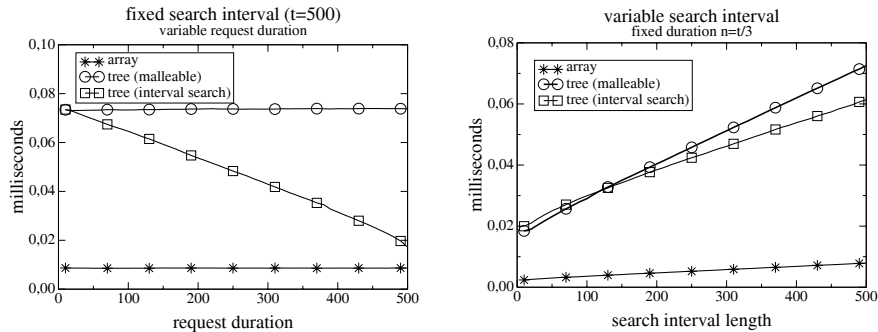 fixed search interval (t=500)
variable request duration
0,10
0,08
0,06
0,04
0,02
0,00
milliseconds
array
tree (malleable)
tree (interval search)
0 100 200 300 400 500
request duration
variable search interval
fixed duration n=t/3
0,08
0,06
0,04
0,02
0,00
milliseconds
array
tree (malleable)
tree (interval search)
0 100 200 300 400 500
search interval length